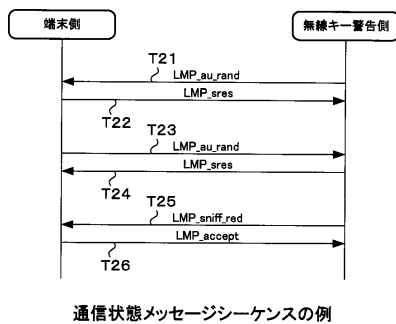 端末側
無線キー警告側
T21
LMP_au_rand
LMP_sres
T22
T23
LMP_au_rand
LMP_sres
T24
T25
LMP_sniff_red
LMP_accept
T26
通信状態メッセージシーケンスの例